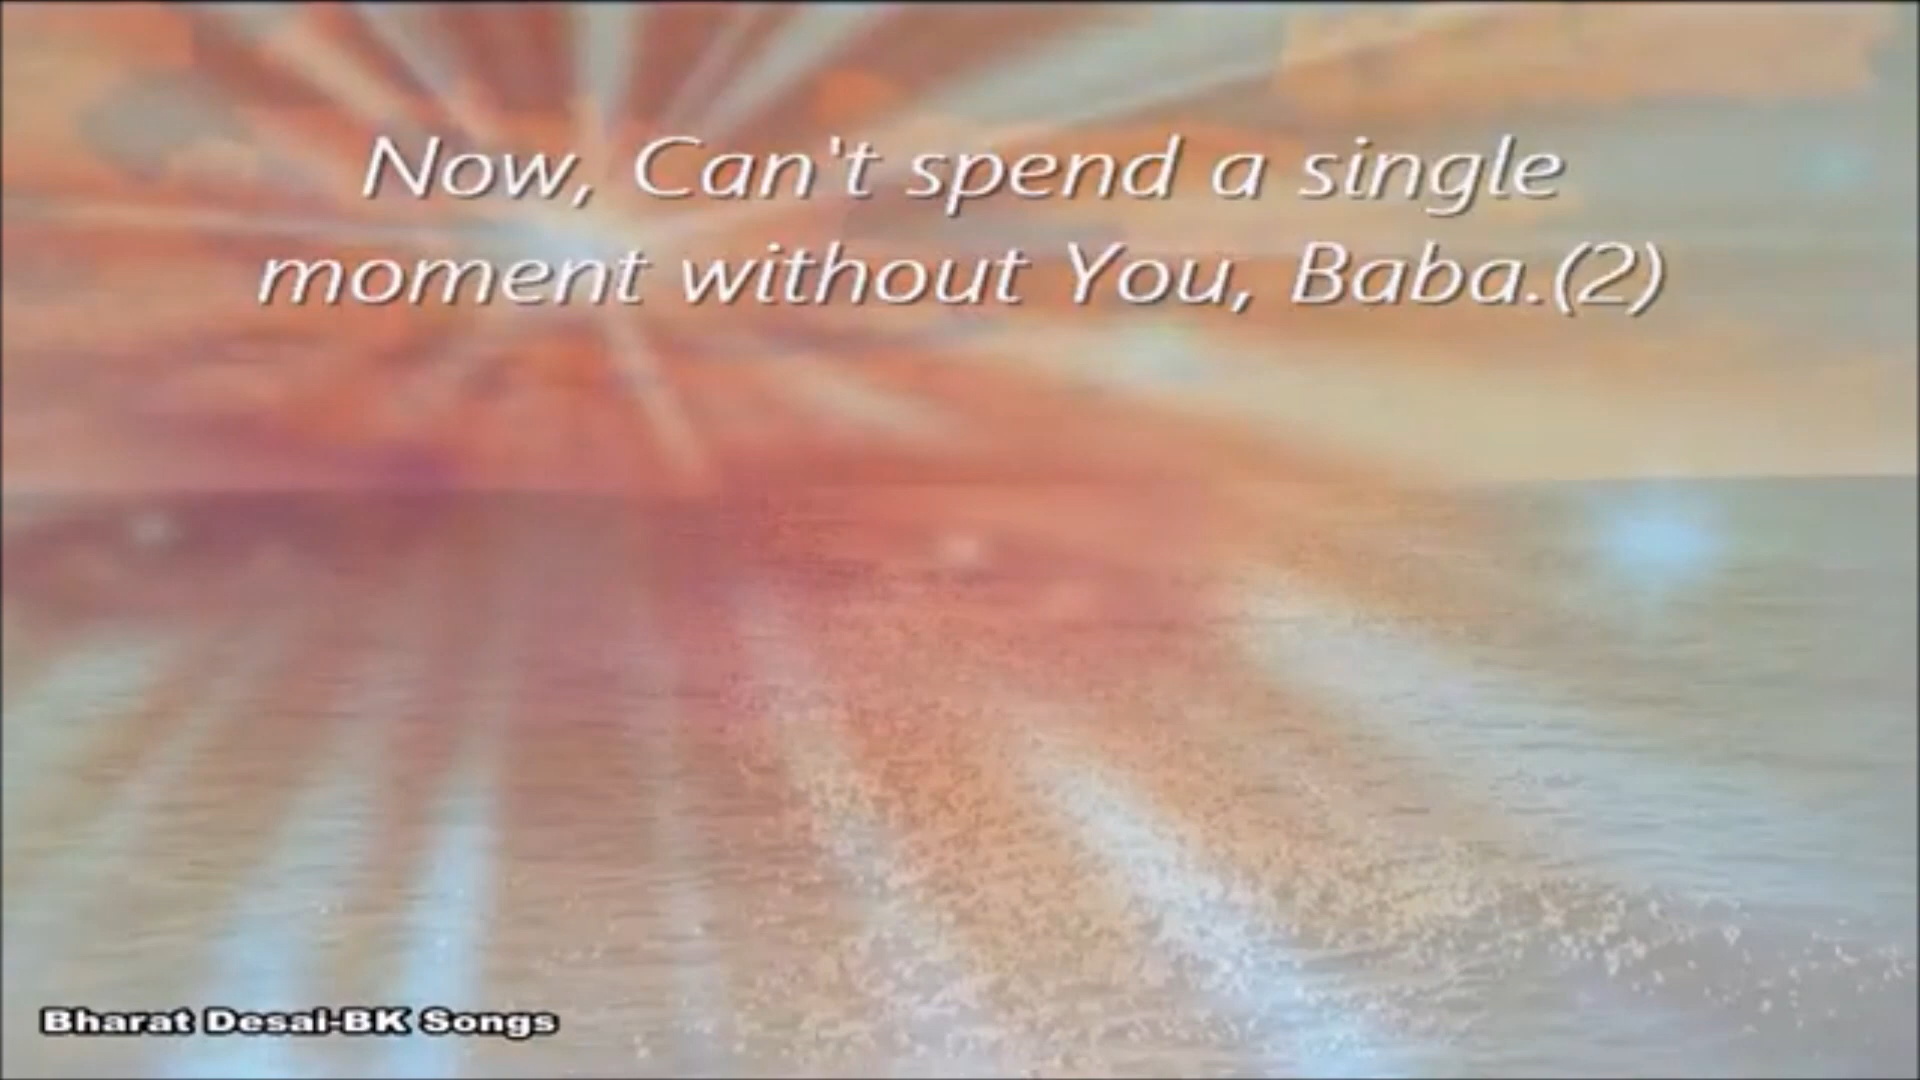 Now, Can't spend a single
moment without You, Baba.(2)
Bharat Desai-BK Songs